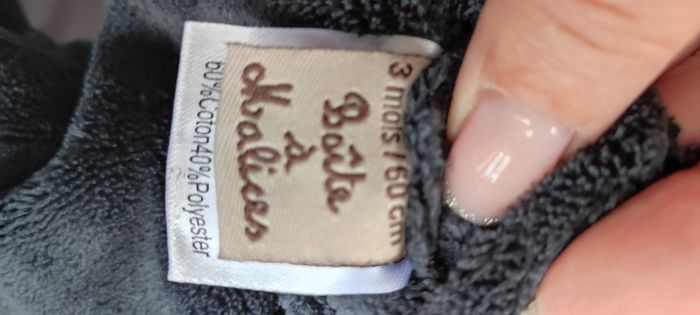 3 mois / 60 cm
Boîte
à
Malices
60%Coton40%Polyester